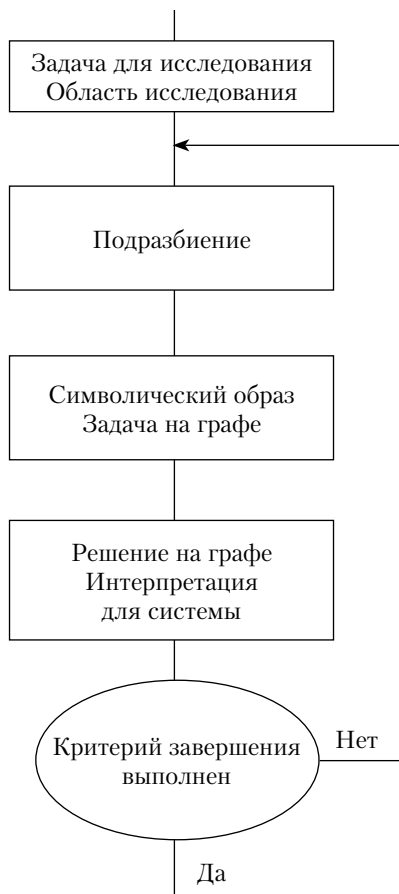 Задача для исследования
Область исследования
Подразбиение
Символический образ
Задача на графе
Решение на графе
Интерпретация
для системы
Критерий завершения
выполнен
Нет
Да